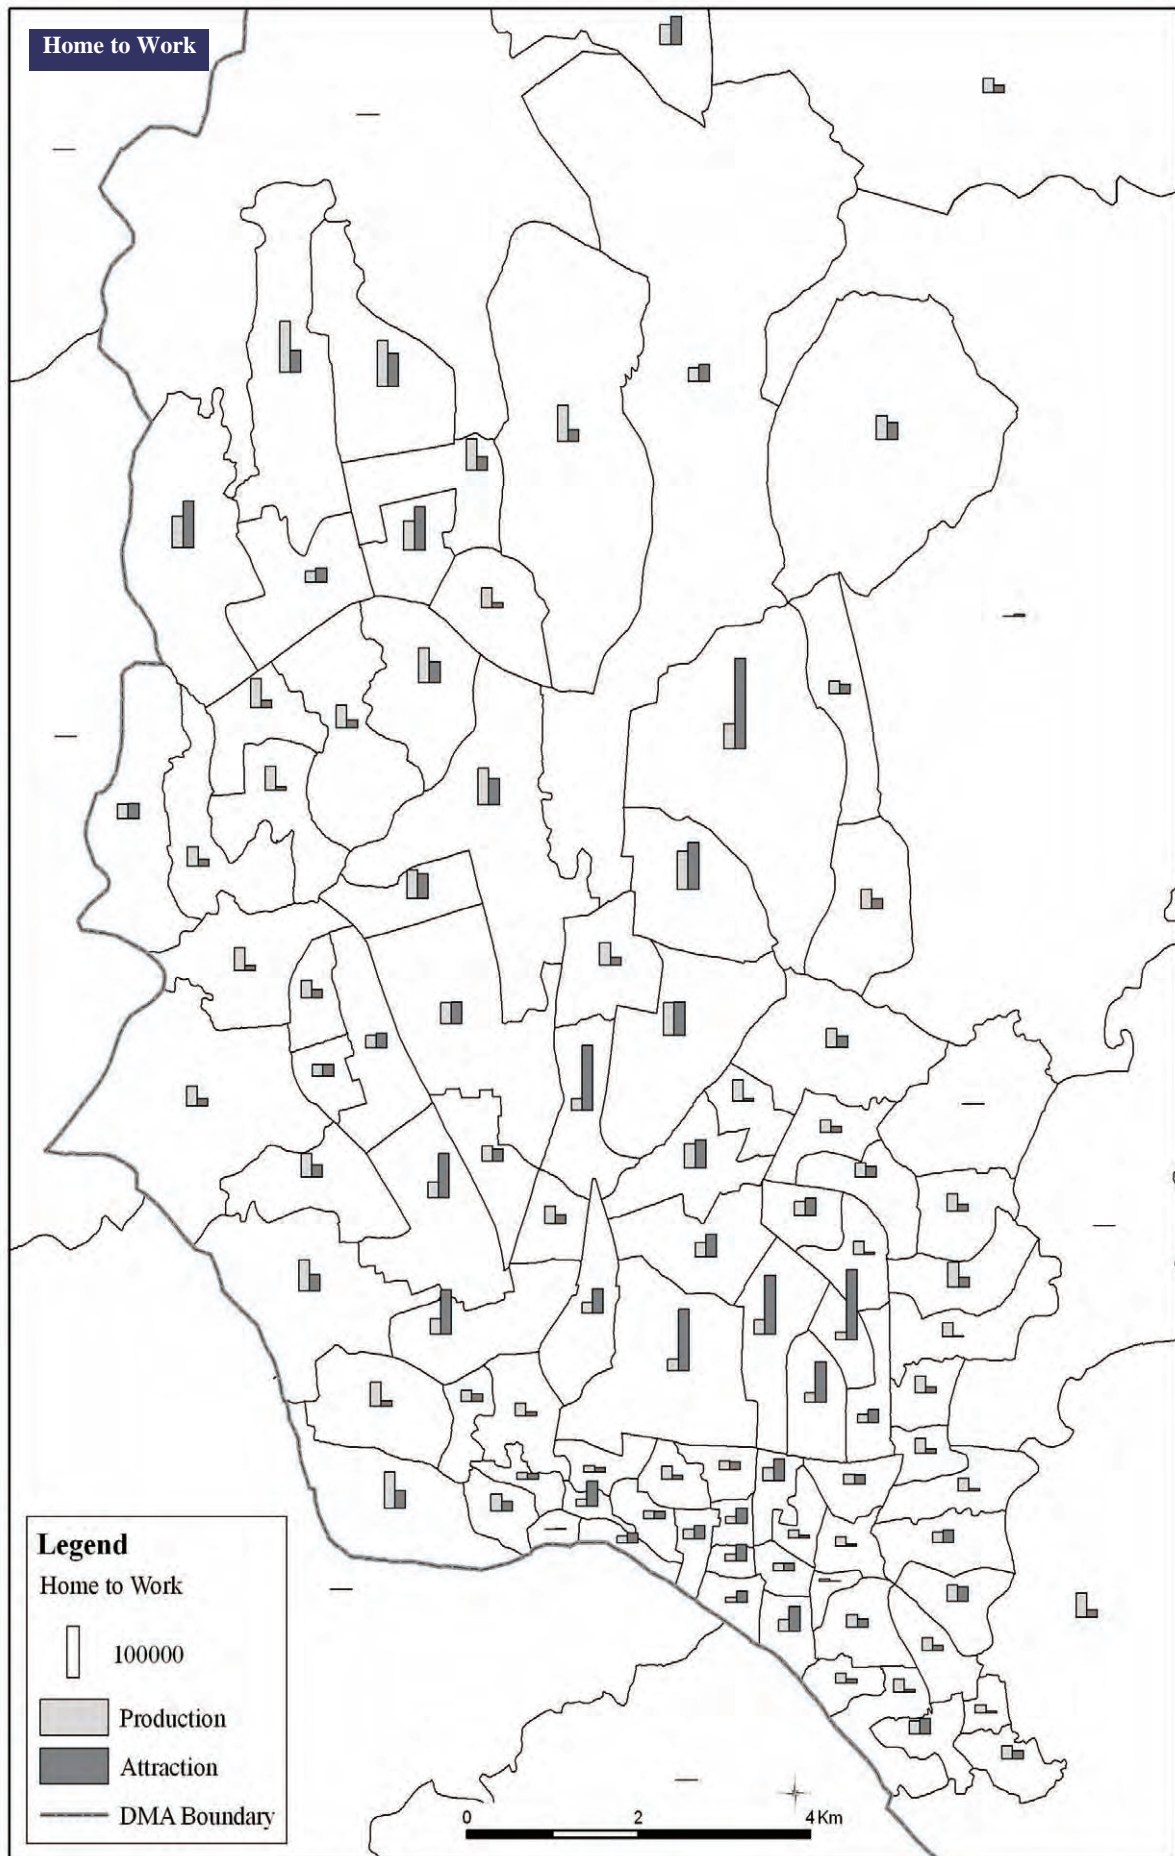 Home to Work
Legend
Home to Work
100000
Production
Attraction
DMA Boundary
0 2 4 Km